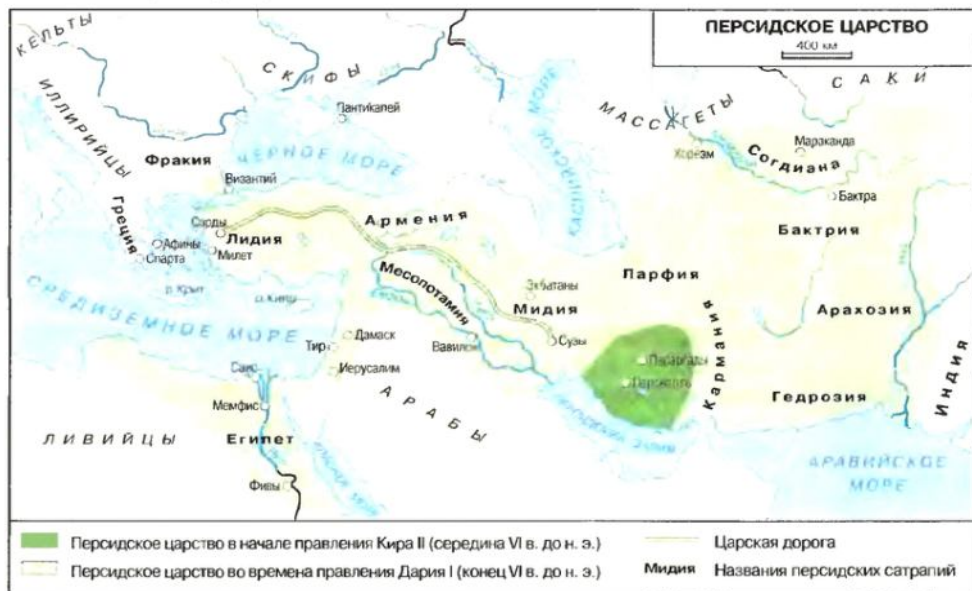 ПЕРСИДСКОЕ ЦАРСТВО
400 км
КЕЛЬТЫ
СКИФЫ
САКИ
ИЛЛИРИЙЦЫ
Пантикапей
МОРЕ
КАСПИЙСКОЕ
МАССАГЕТЫ
Мараканда
Хорезм
Согдиана
Фракия
ЧЕРНОЕ МОРЕ
Византий
Бактра
Греция
Сарды
Армения
Бактрия
Афины
Лидия
Спарта
Милет
Месопотамия
Экбатаны
Парфия
о. Крит
о. Кипр
Мидия
Арахозия
СРЕДИЗЕМНОЕ МОРЕ
Дамаск
Тир
Вавилон
Сузы
Пасаргады
Кармания
Саис
Иерусалим
Персеполь
Мемфис
АРАБЫ
Гедрозия
ИНДИЯ
ЛИВИЙЦЫ
Египет
АРАВИЙСКОЕ
МОРЕ
Фивы
Персидское царство в начале правления Кира II (середина VI в. до н. э.)
Царская дорога
Персидское царство во времена правления Дария I (конец VI в. до н. э.)
Мидия Названия персидских сатрапий